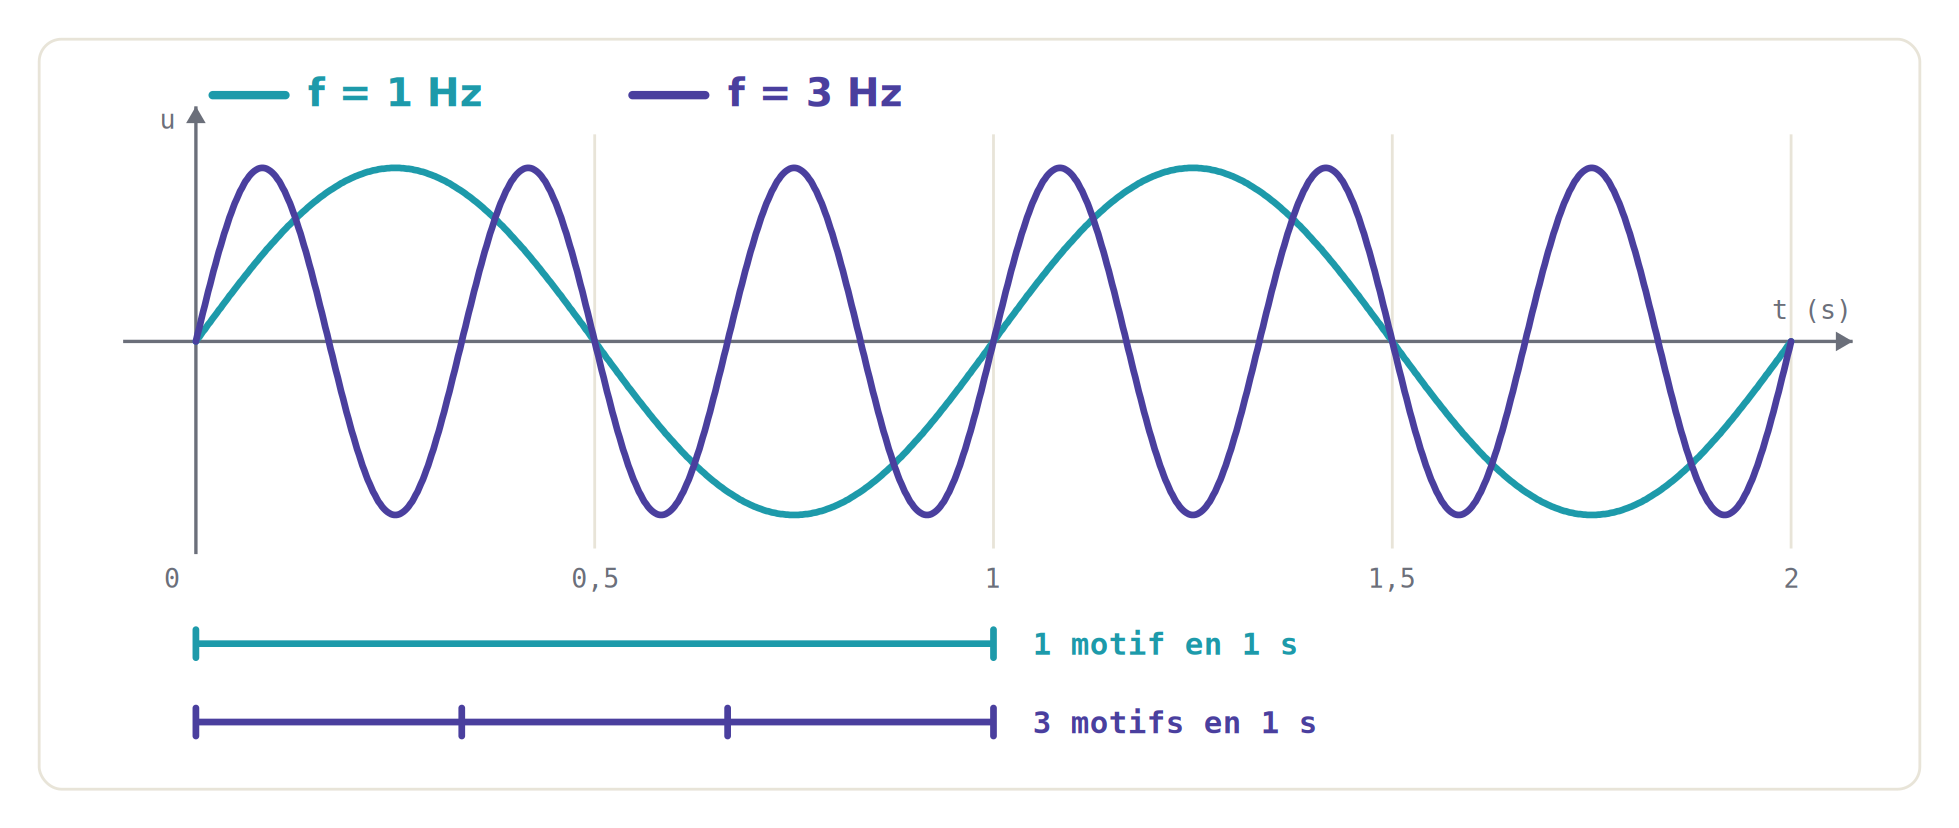 f = 1 Hz f = 3 Hz
u
t (s)
0 0,5 1 1,5 2
1 motif en 1 s
3 motifs en 1 s